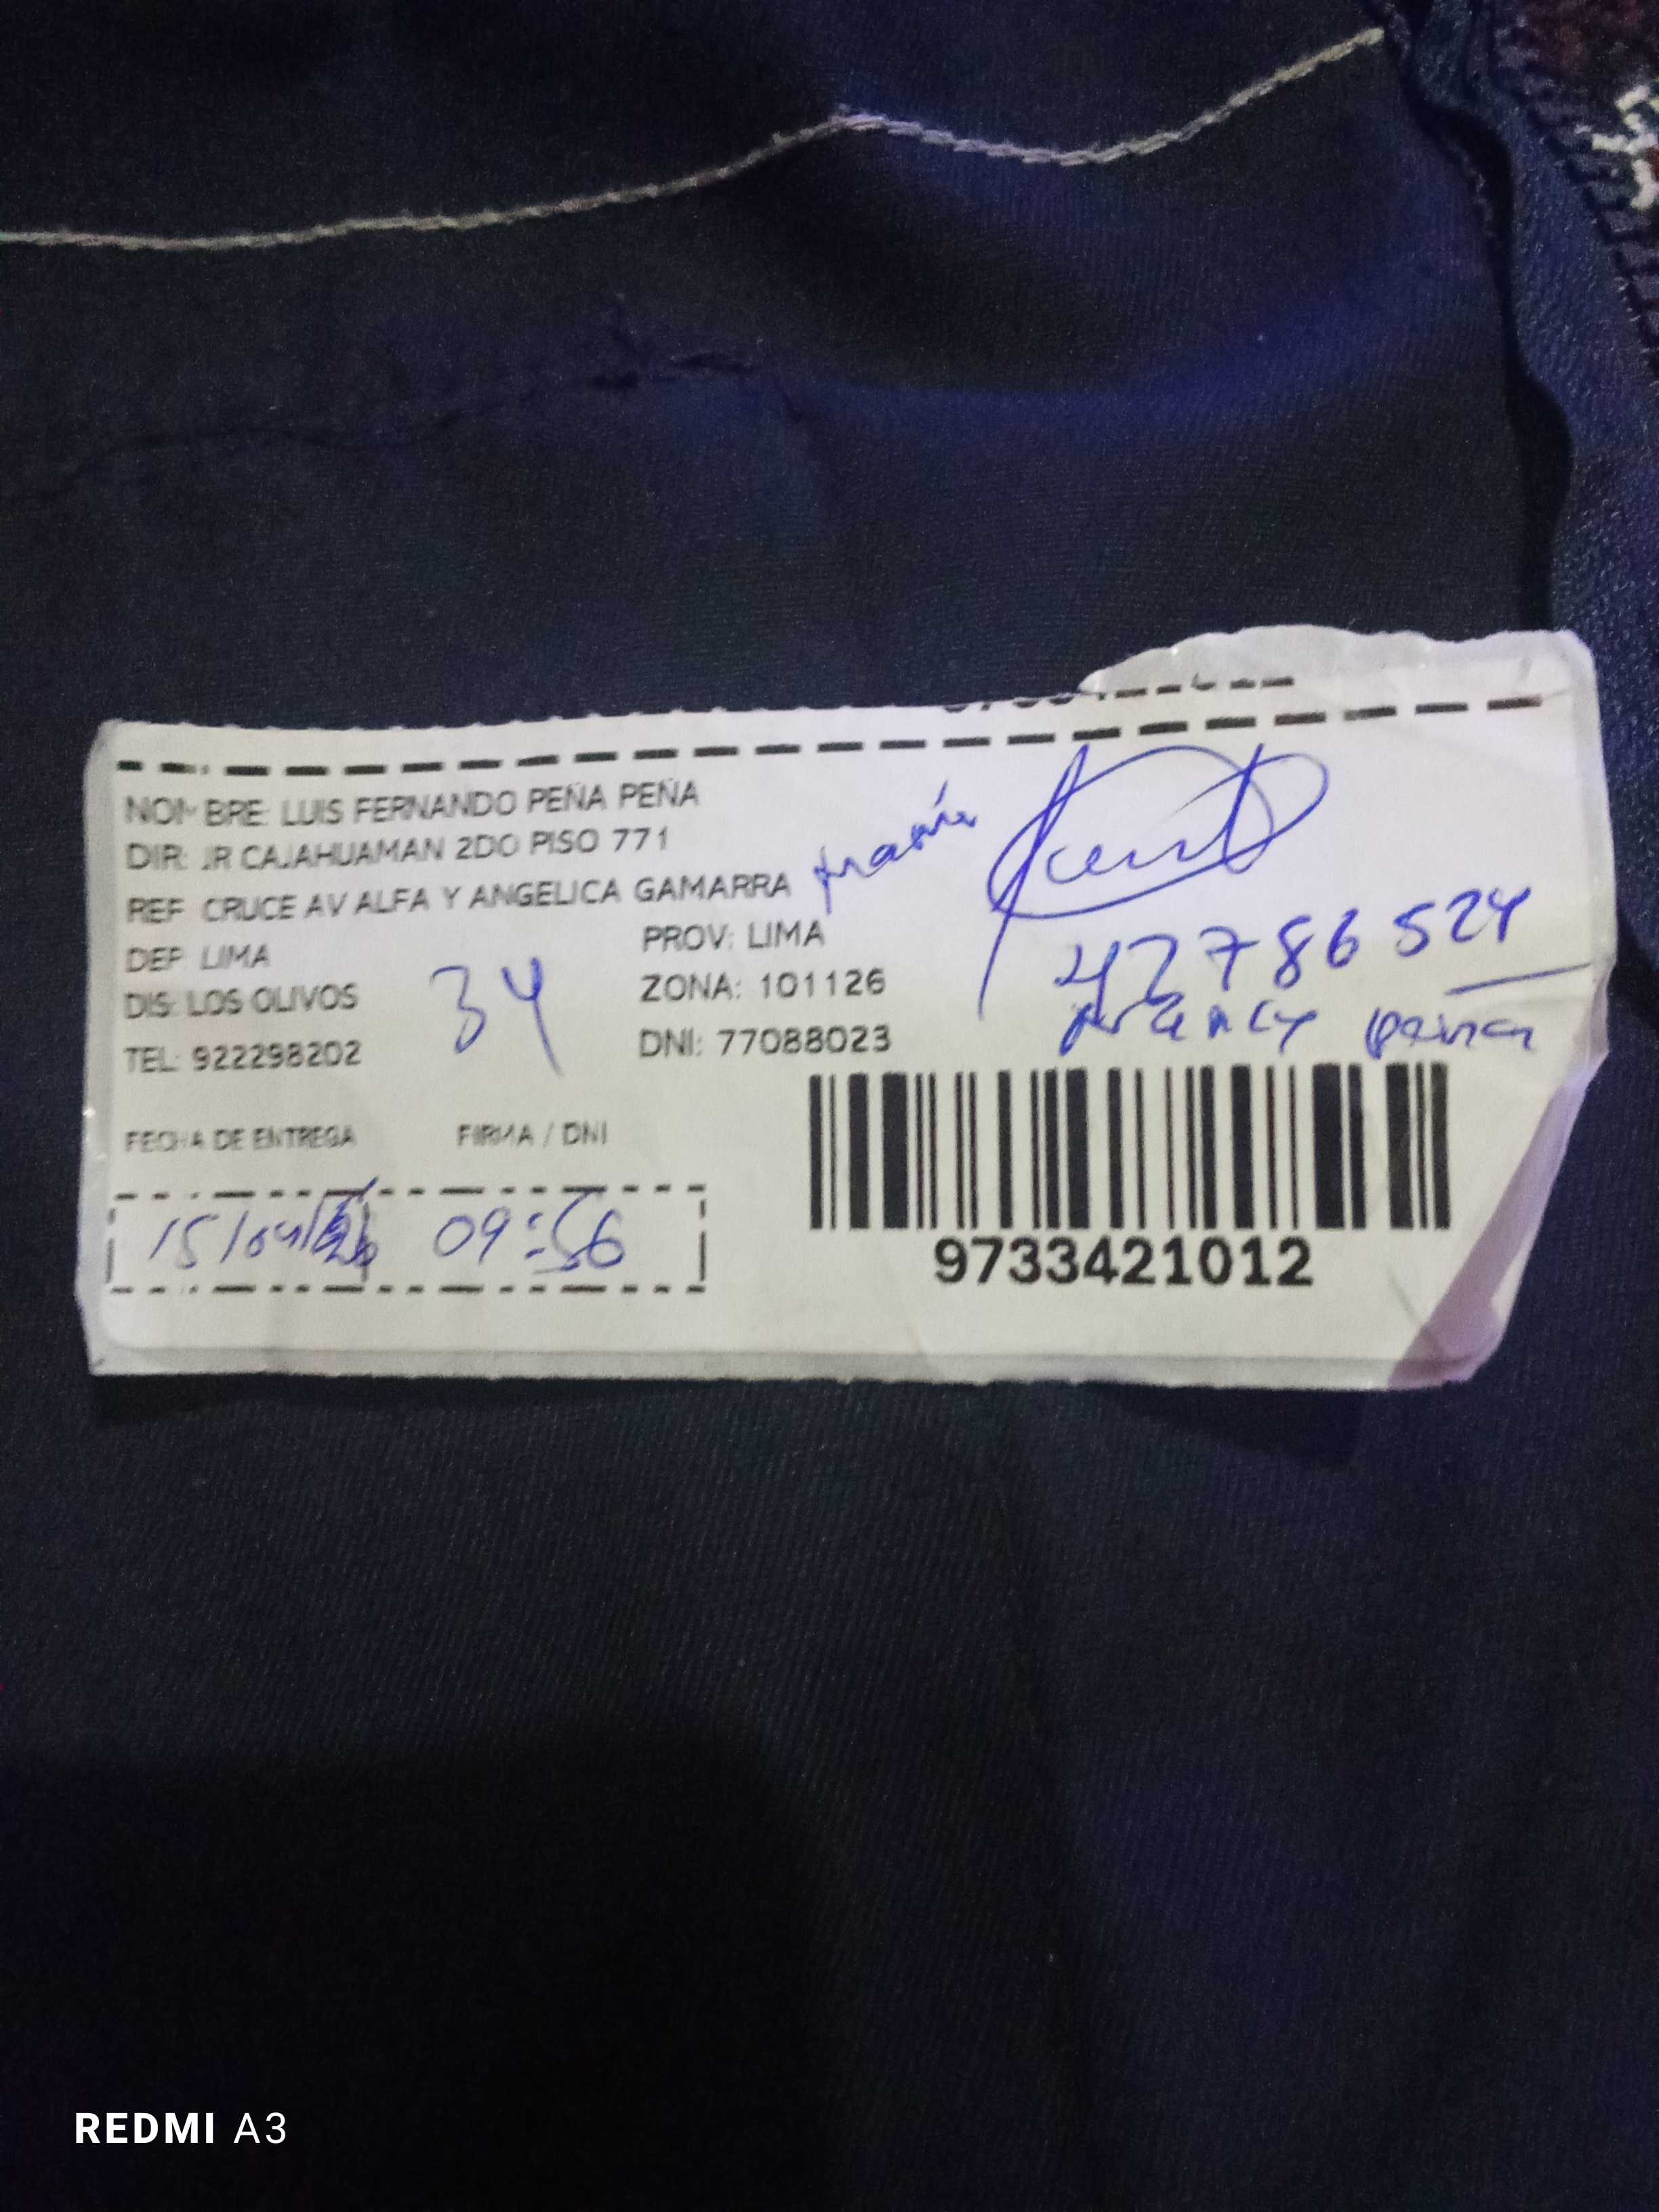 NOMBRE: LUIS FERNANDO PEÑA PEÑA
DIR: JR CAJAHUAMAN 2DO PISO 771
REF: CRUCE AV ALFA Y ANGELICA GAMARRA
DEP: LIMA PROV: LIMA
DIS: LOS OLIVOS ZONA: 101126
34
TEL: 922298202 DNI: 77088023
FECHA DE ENTREGA FIRMA / DNI
15/04/ 09:56
9733421012
REDMI A3